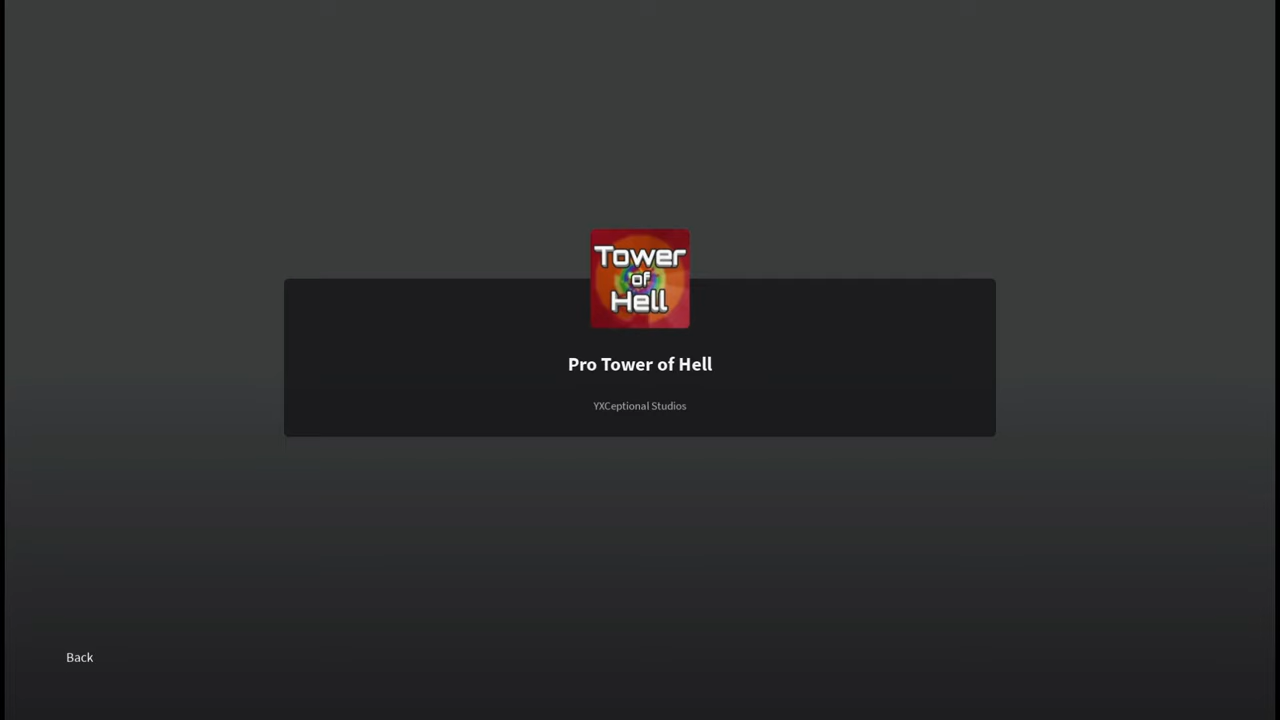 Tower
of
Hell
Pro Tower of Hell
YXCeptional Studios
Back